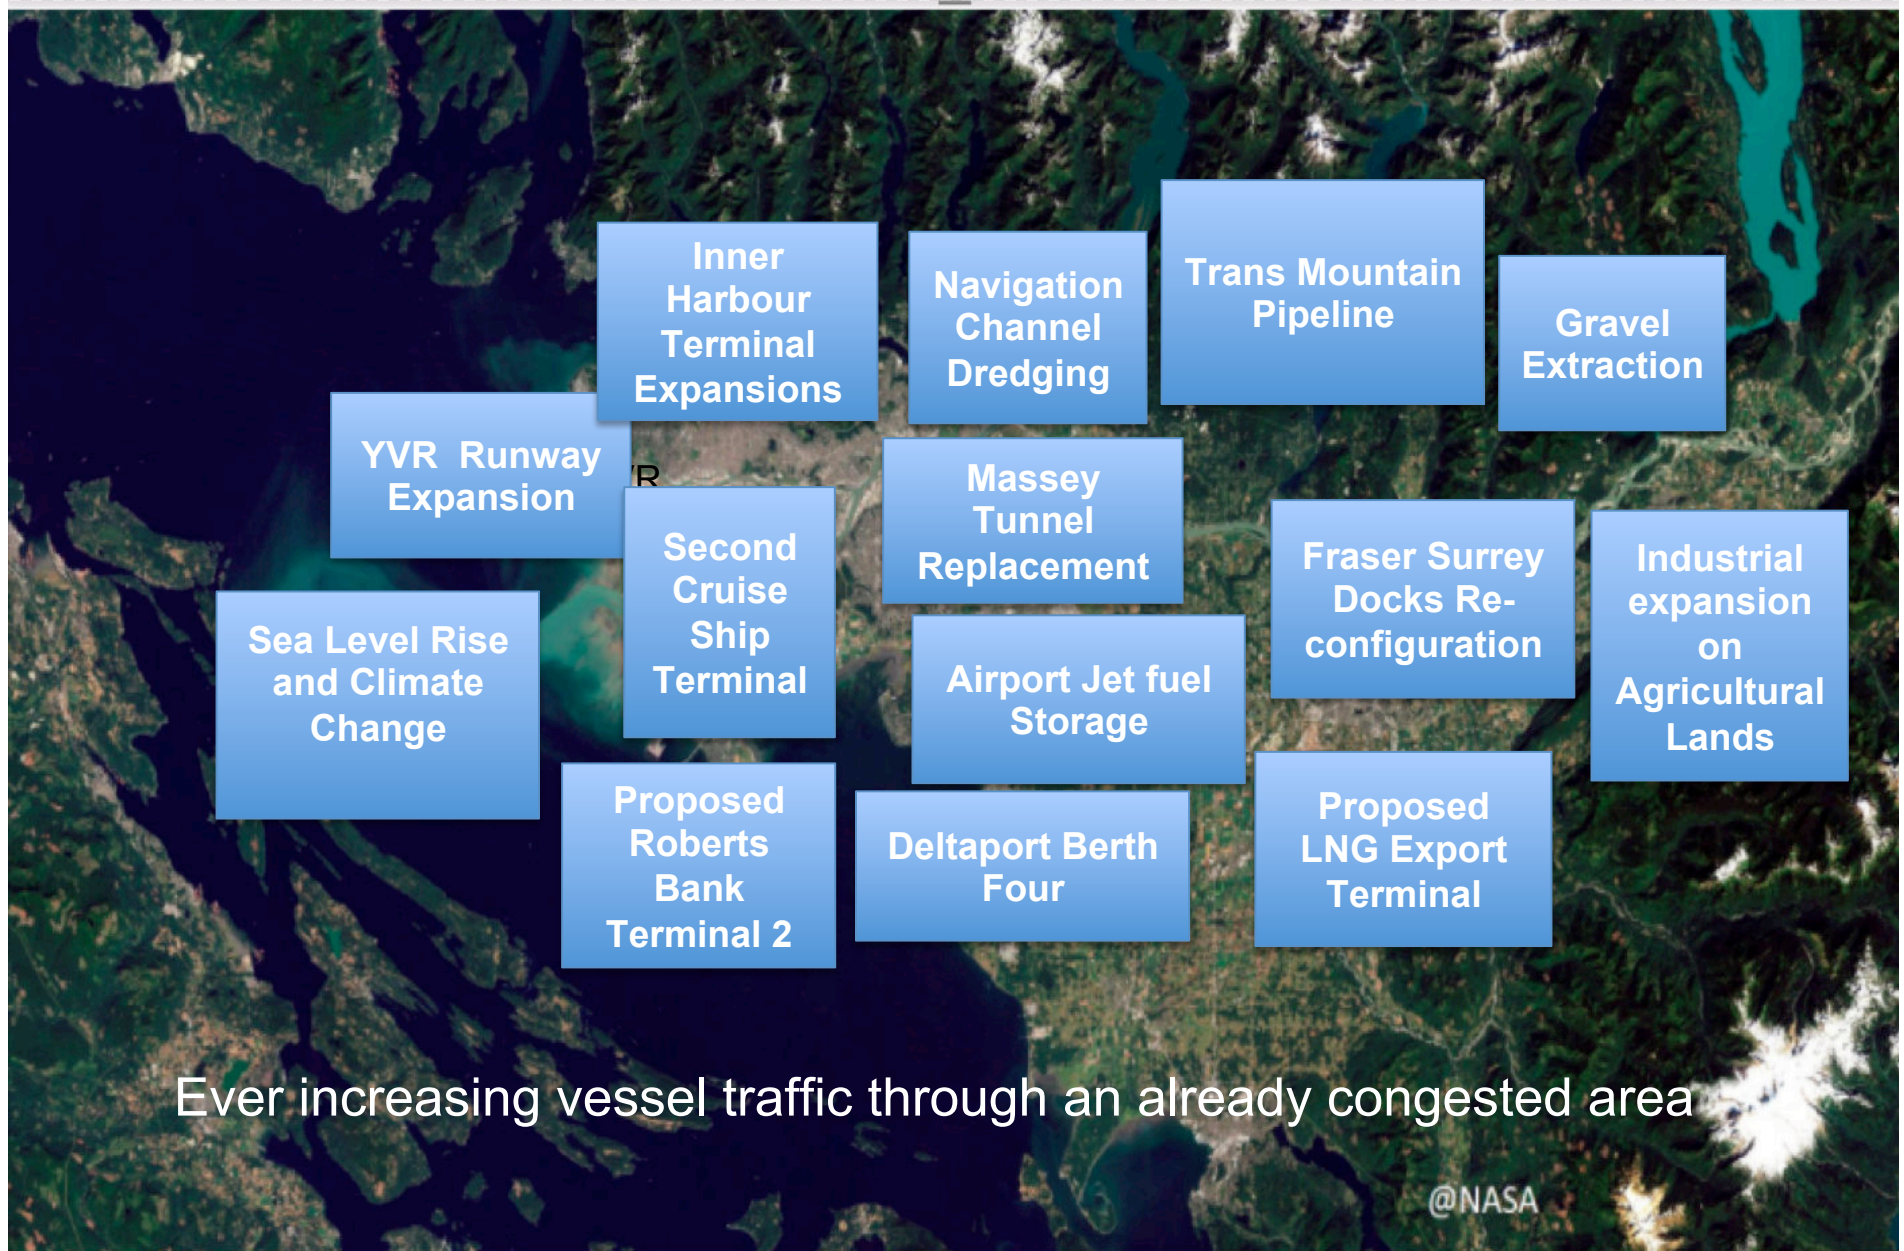 Inner
Harbour
Terminal
Expansions
Navigation
Channel
Dredging
Trans Mountain
Pipeline
Gravel
Extraction
YVR Runway
Expansion
Second
Cruise
Ship
Terminal
Massey
Tunnel
Replacement
Fraser Surrey
Docks Re-
configuration
Industrial
expansion
on
Agricultural
Lands
Sea Level Rise
and Climate
Change
Airport Jet fuel
Storage
Proposed
Roberts
Bank
Terminal 2
Deltaport Berth
Four
Proposed
LNG Export
Terminal
Ever increasing vessel traffic through an already congested area
@NASA